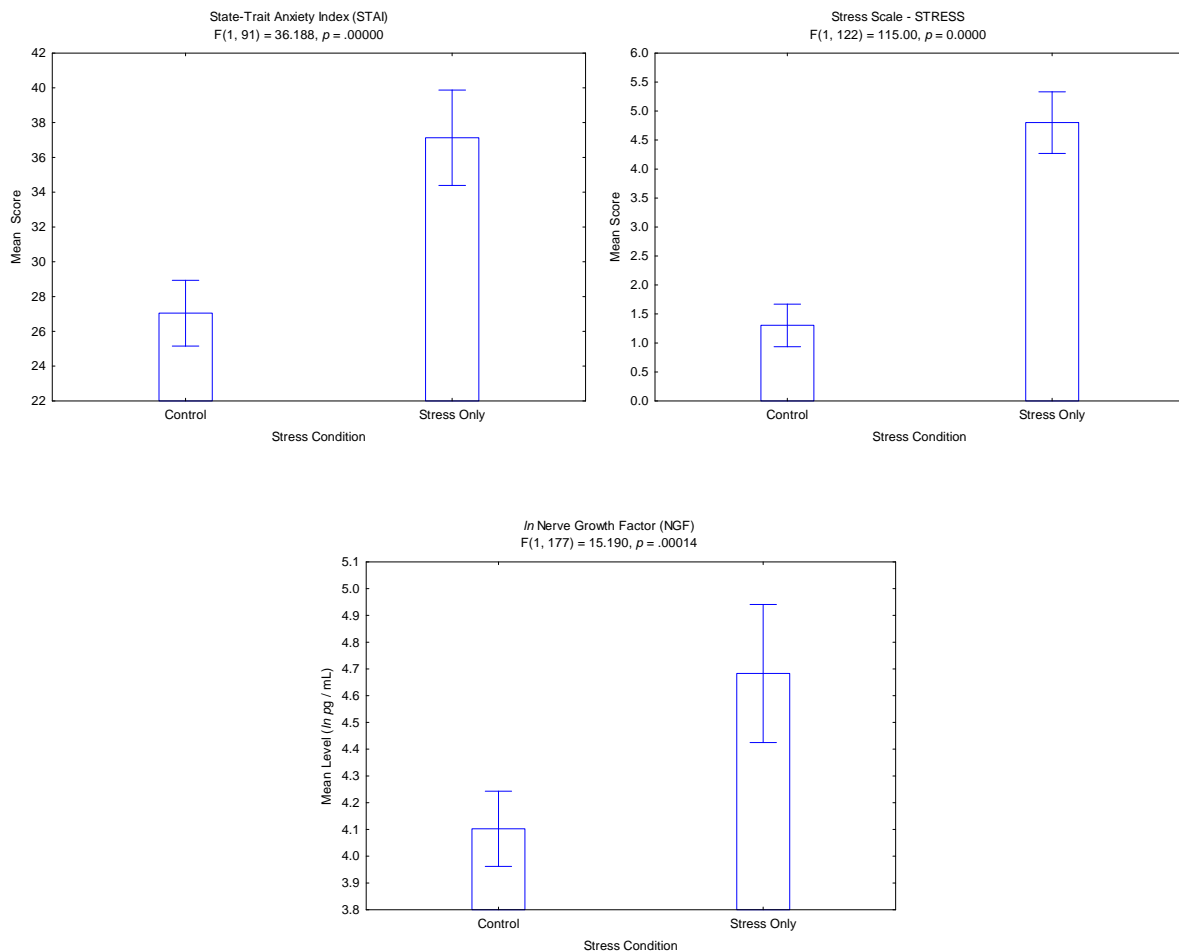 State-Trait Anxiety Index (STAI)
F(1, 91) = 36.188, p = .00000
42
40
38
36
34
32
30
28
26
24
22
Mean Score
Control
Stress Only
Stress Condition
Stress Scale - STRESS
F(1, 122) = 115.00, p = 0.0000
6.0
5.5
5.0
4.5
4.0
3.5
3.0
2.5
2.0
1.5
1.0
0.5
0.0
Mean Score
Control
Stress Only
Stress Condition
ln Nerve Growth Factor (NGF)
F(1, 177) = 15.190, p = .00014
5.1
5.0
4.9
4.8
4.7
4.6
4.5
4.4
4.3
4.2
4.1
4.0
3.9
3.8
Mean Level (ln pg / mL)
Control
Stress Only
Stress Condition